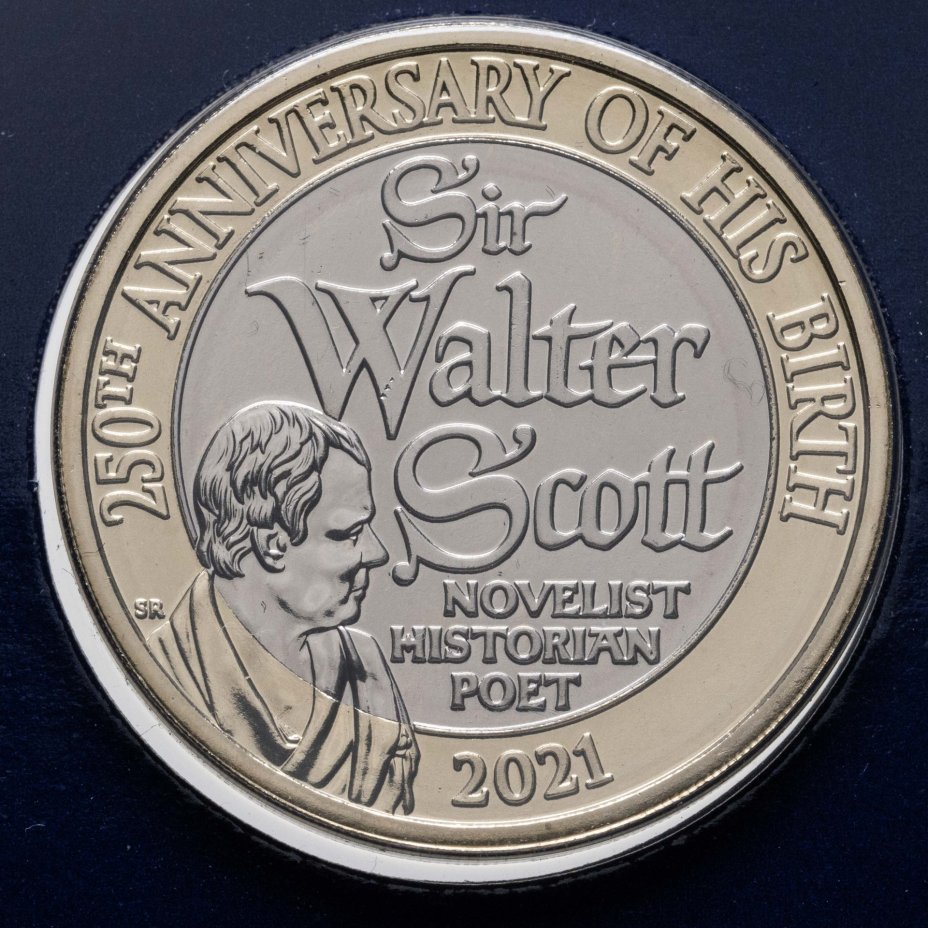 250TH ANNIVERSARY OF HIS BIRTH
Sir
Walter
Scott
NOVELIST
HISTORIAN
POET
SR
2021